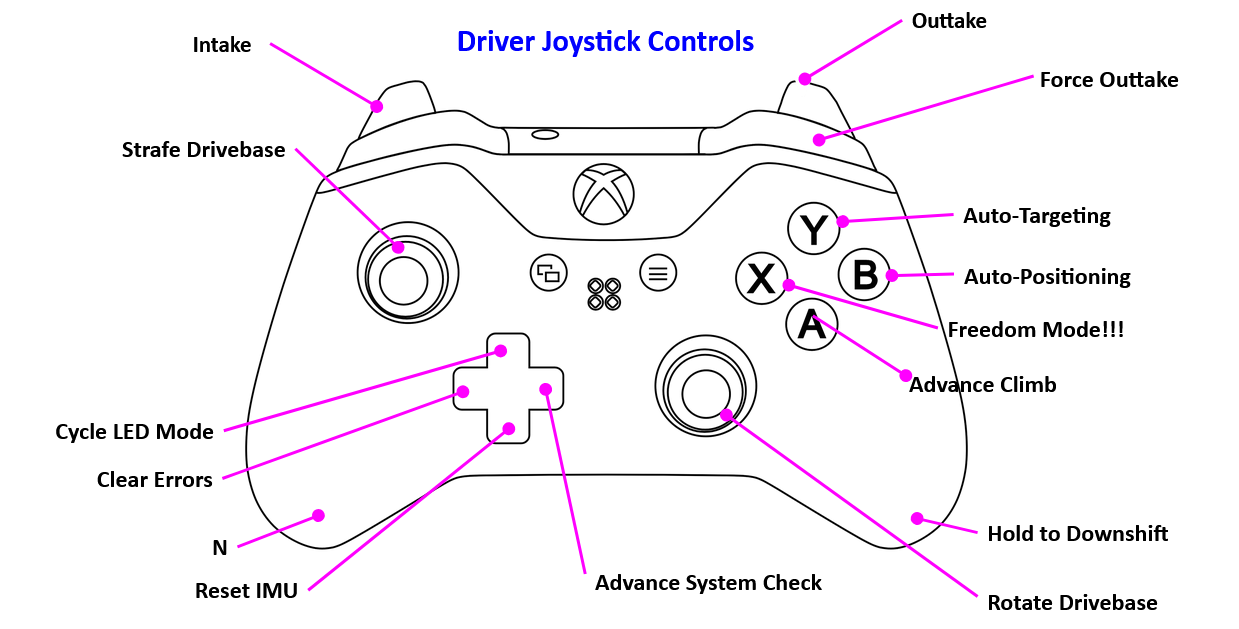 Outtake
Intake
Driver Joystick Controls
Force Outtake
Strafe Drivebase
Y
Auto-Targeting
X
B
Auto-Positioning
A
Freedom Mode!!!
Advance Climb
Cycle LED Mode
Clear Errors
N
Hold to Downshift
Reset IMU
Advance System Check
Rotate Drivebase